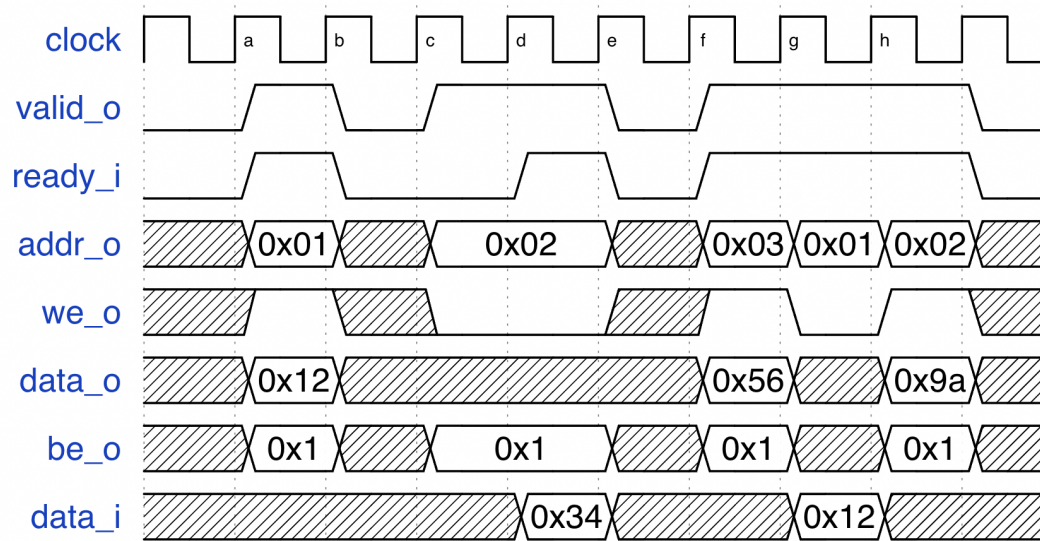 clock a b c d e f g h
valid_o
ready_i
addr_o 0x01 0x02 0x03 0x01 0x02
we_o
data_o 0x12 0x56 0x9a
be_o 0x1 0x1 0x1 0x1
data_i 0x34 0x12